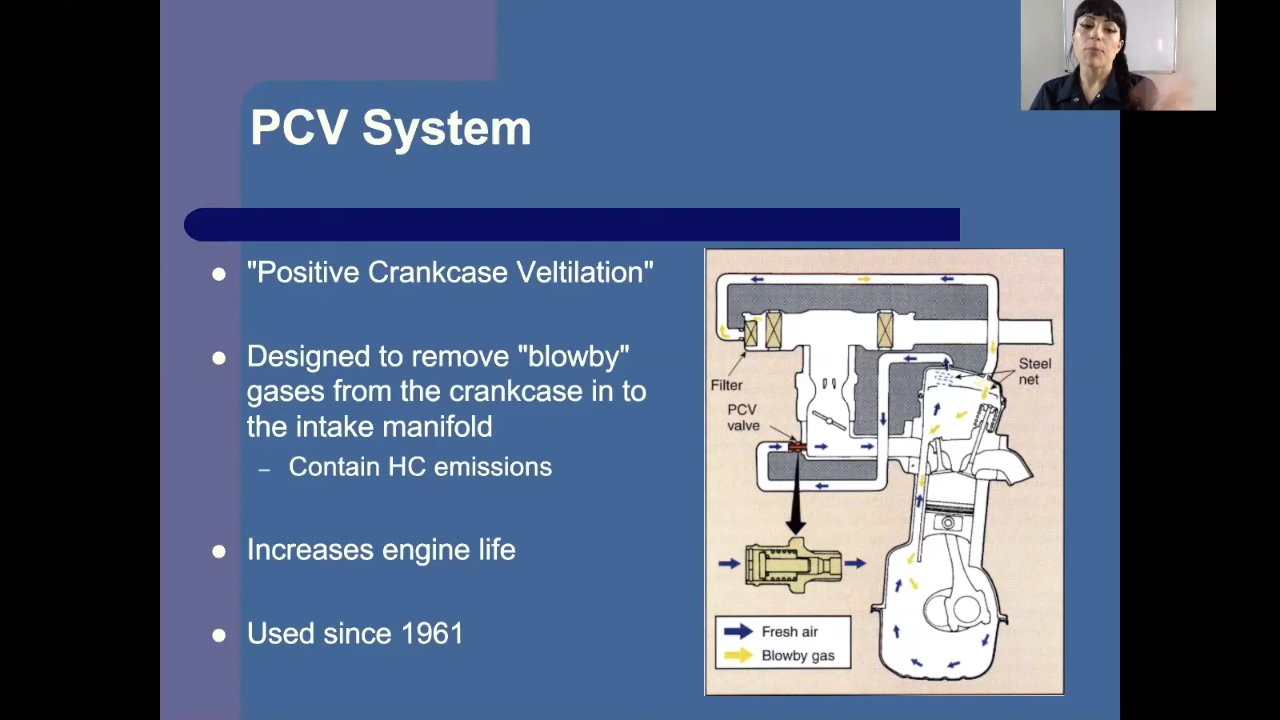 PCV System
● "Positive Crankcase Veltilation"
● Designed to remove "blowby"
gases from the crankcase in to
the intake manifold
– Contain HC emissions
● Increases engine life
● Used since 1961
Filter
PCV
valve
Steel
net
Fresh air
Blowby gas